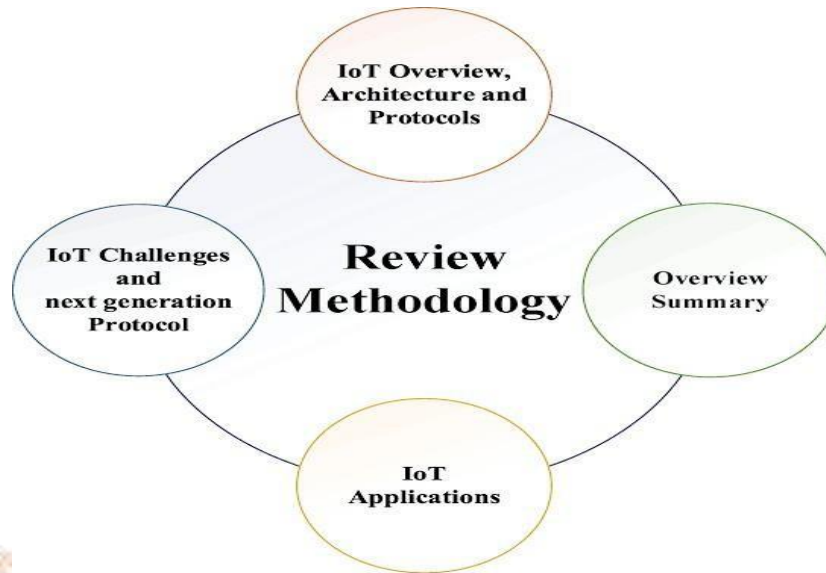 IoT Overview,
Architecture and
Protocols
IoT Challenges
and
next generation
Protocol
Review
Methodology
Overview
Summary
IoT
Applications